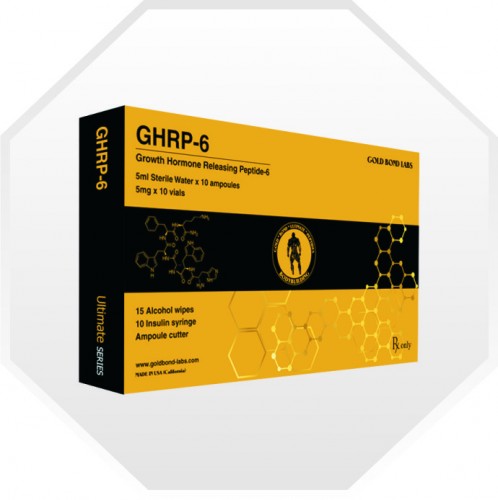 GHRP-6
Growth Hormone Releasing Peptide-6
5ml Sterile Water x 10 ampoules
5mg x 10 vials
GOLD BOND LABS
GHRP-6
15 Alcohol wipes
10 Insulin syringe
Ampoule cutter
Ultimate SERIES
www.goldbond-labs.com
MADE IN USA (California)
Rx only